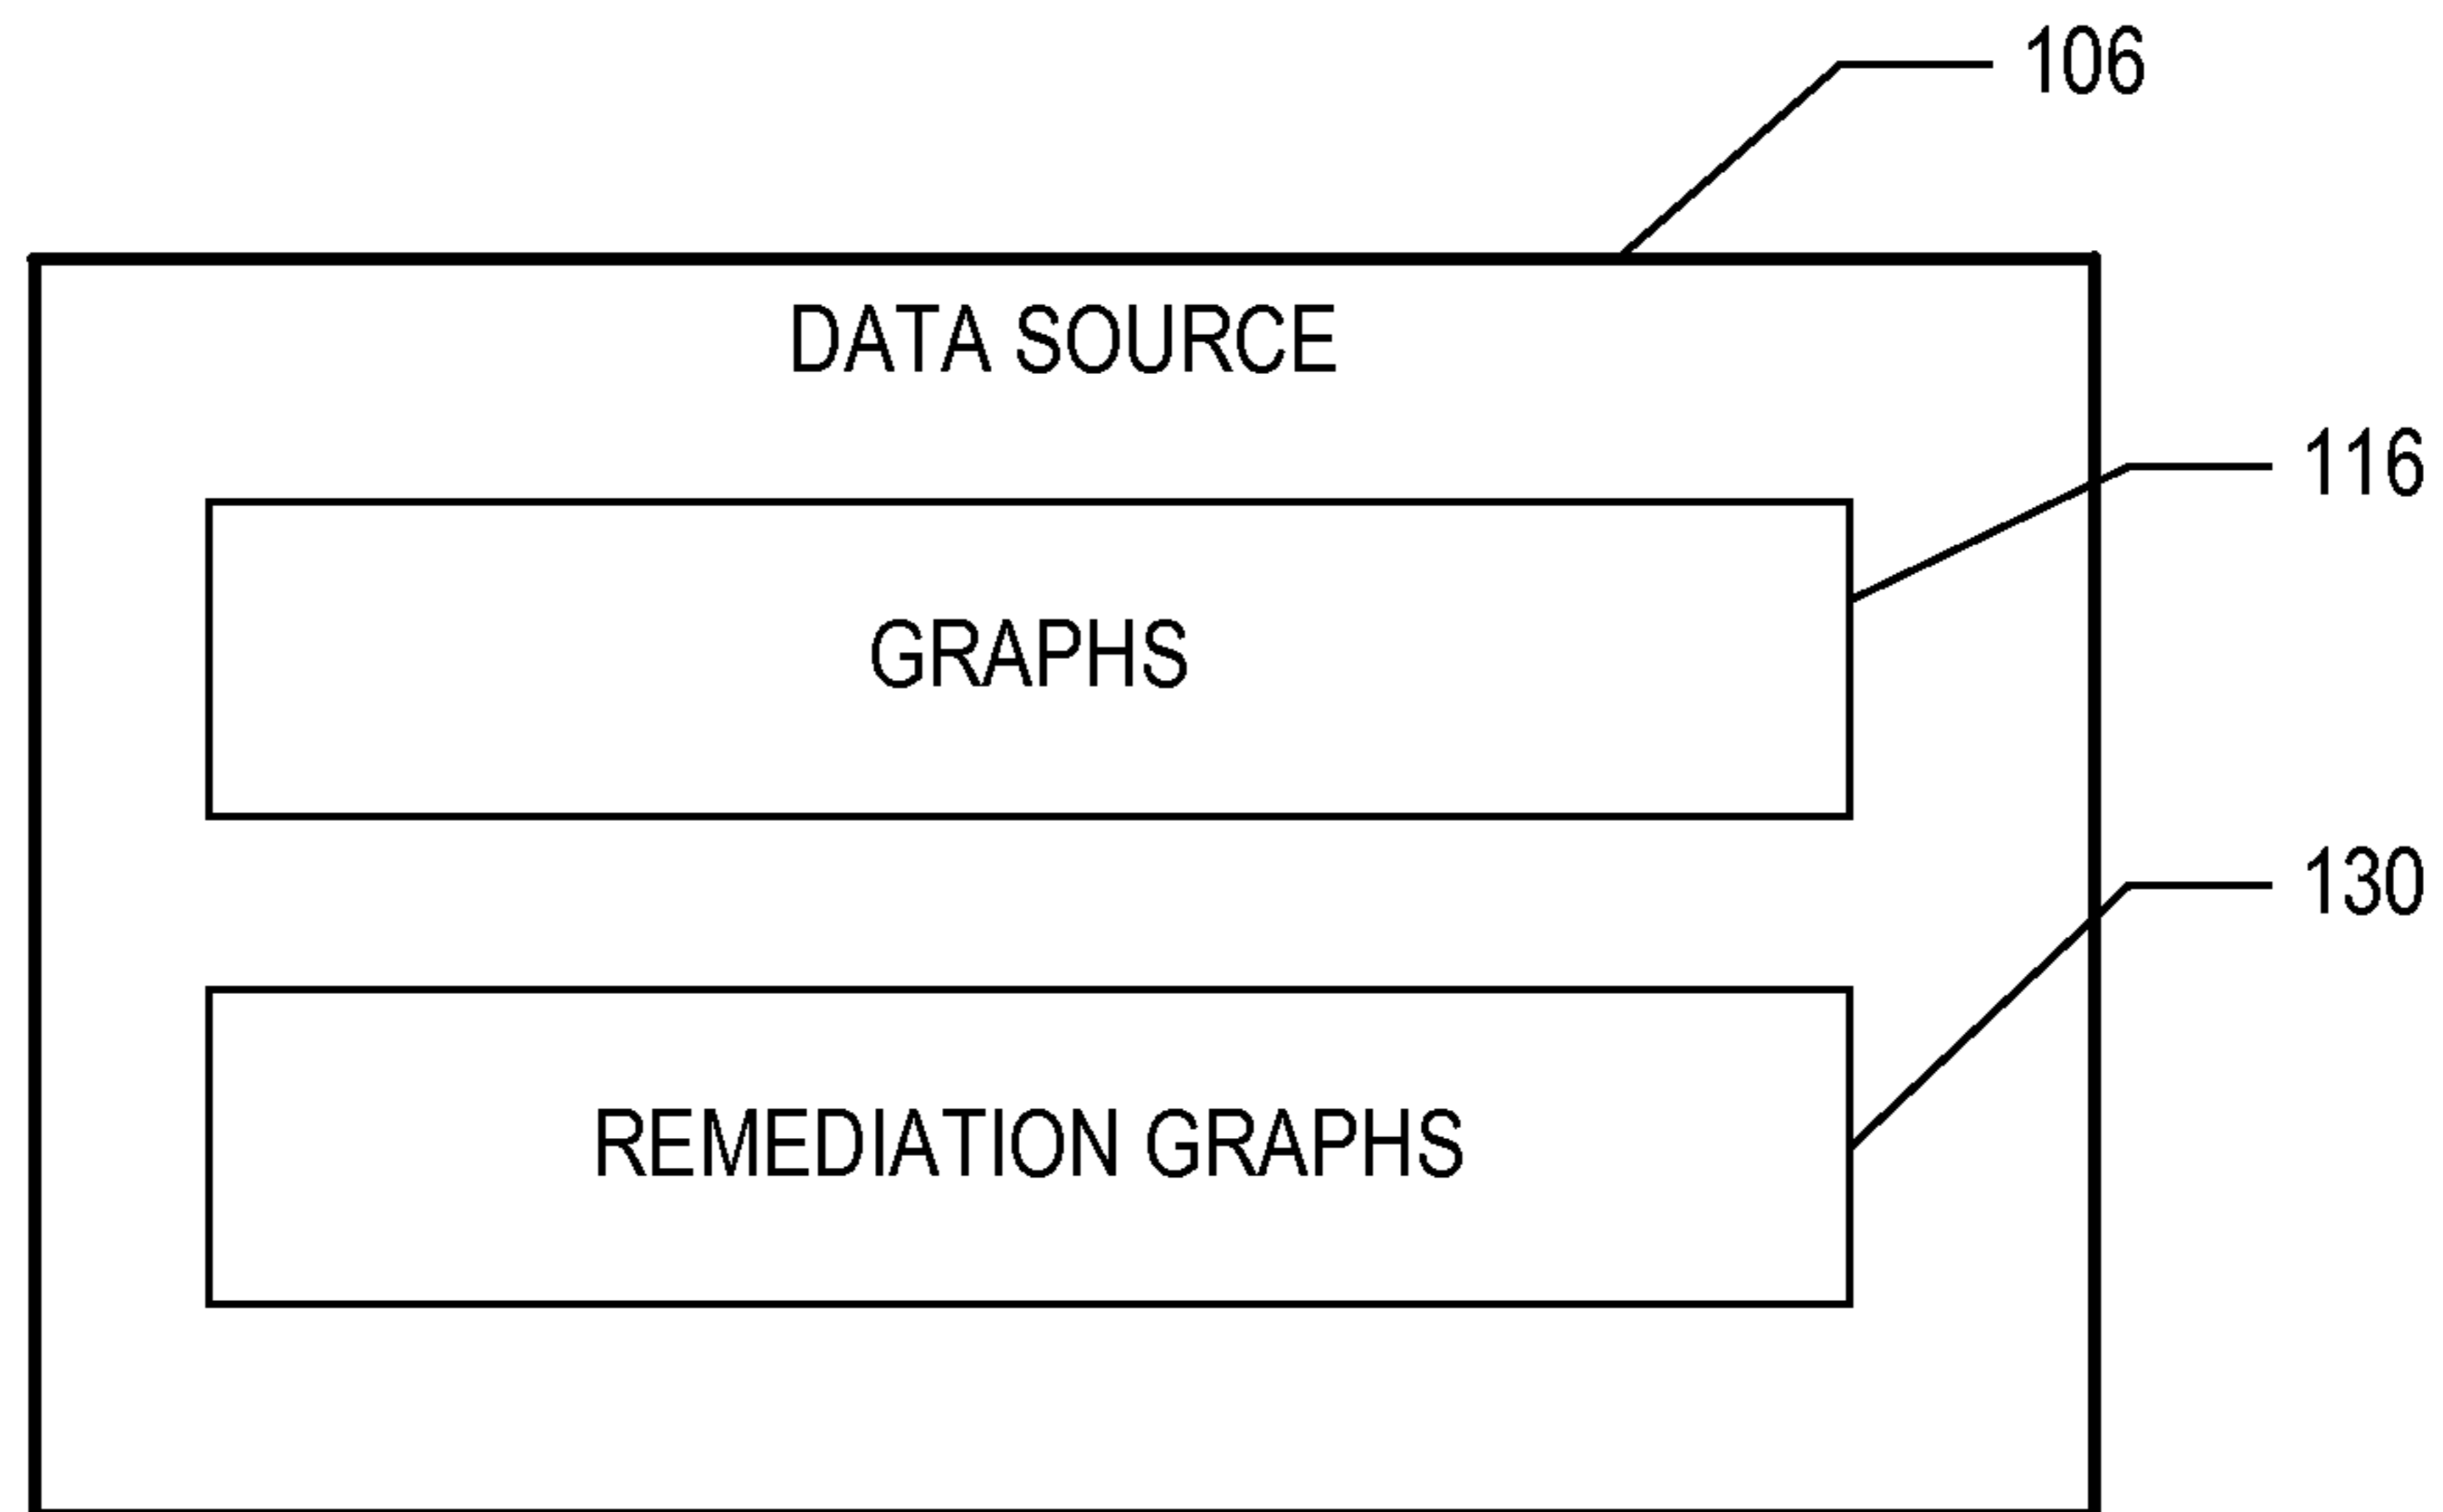 106
DATA SOURCE
116
GRAPHS
130
REMEDIATION GRAPHS